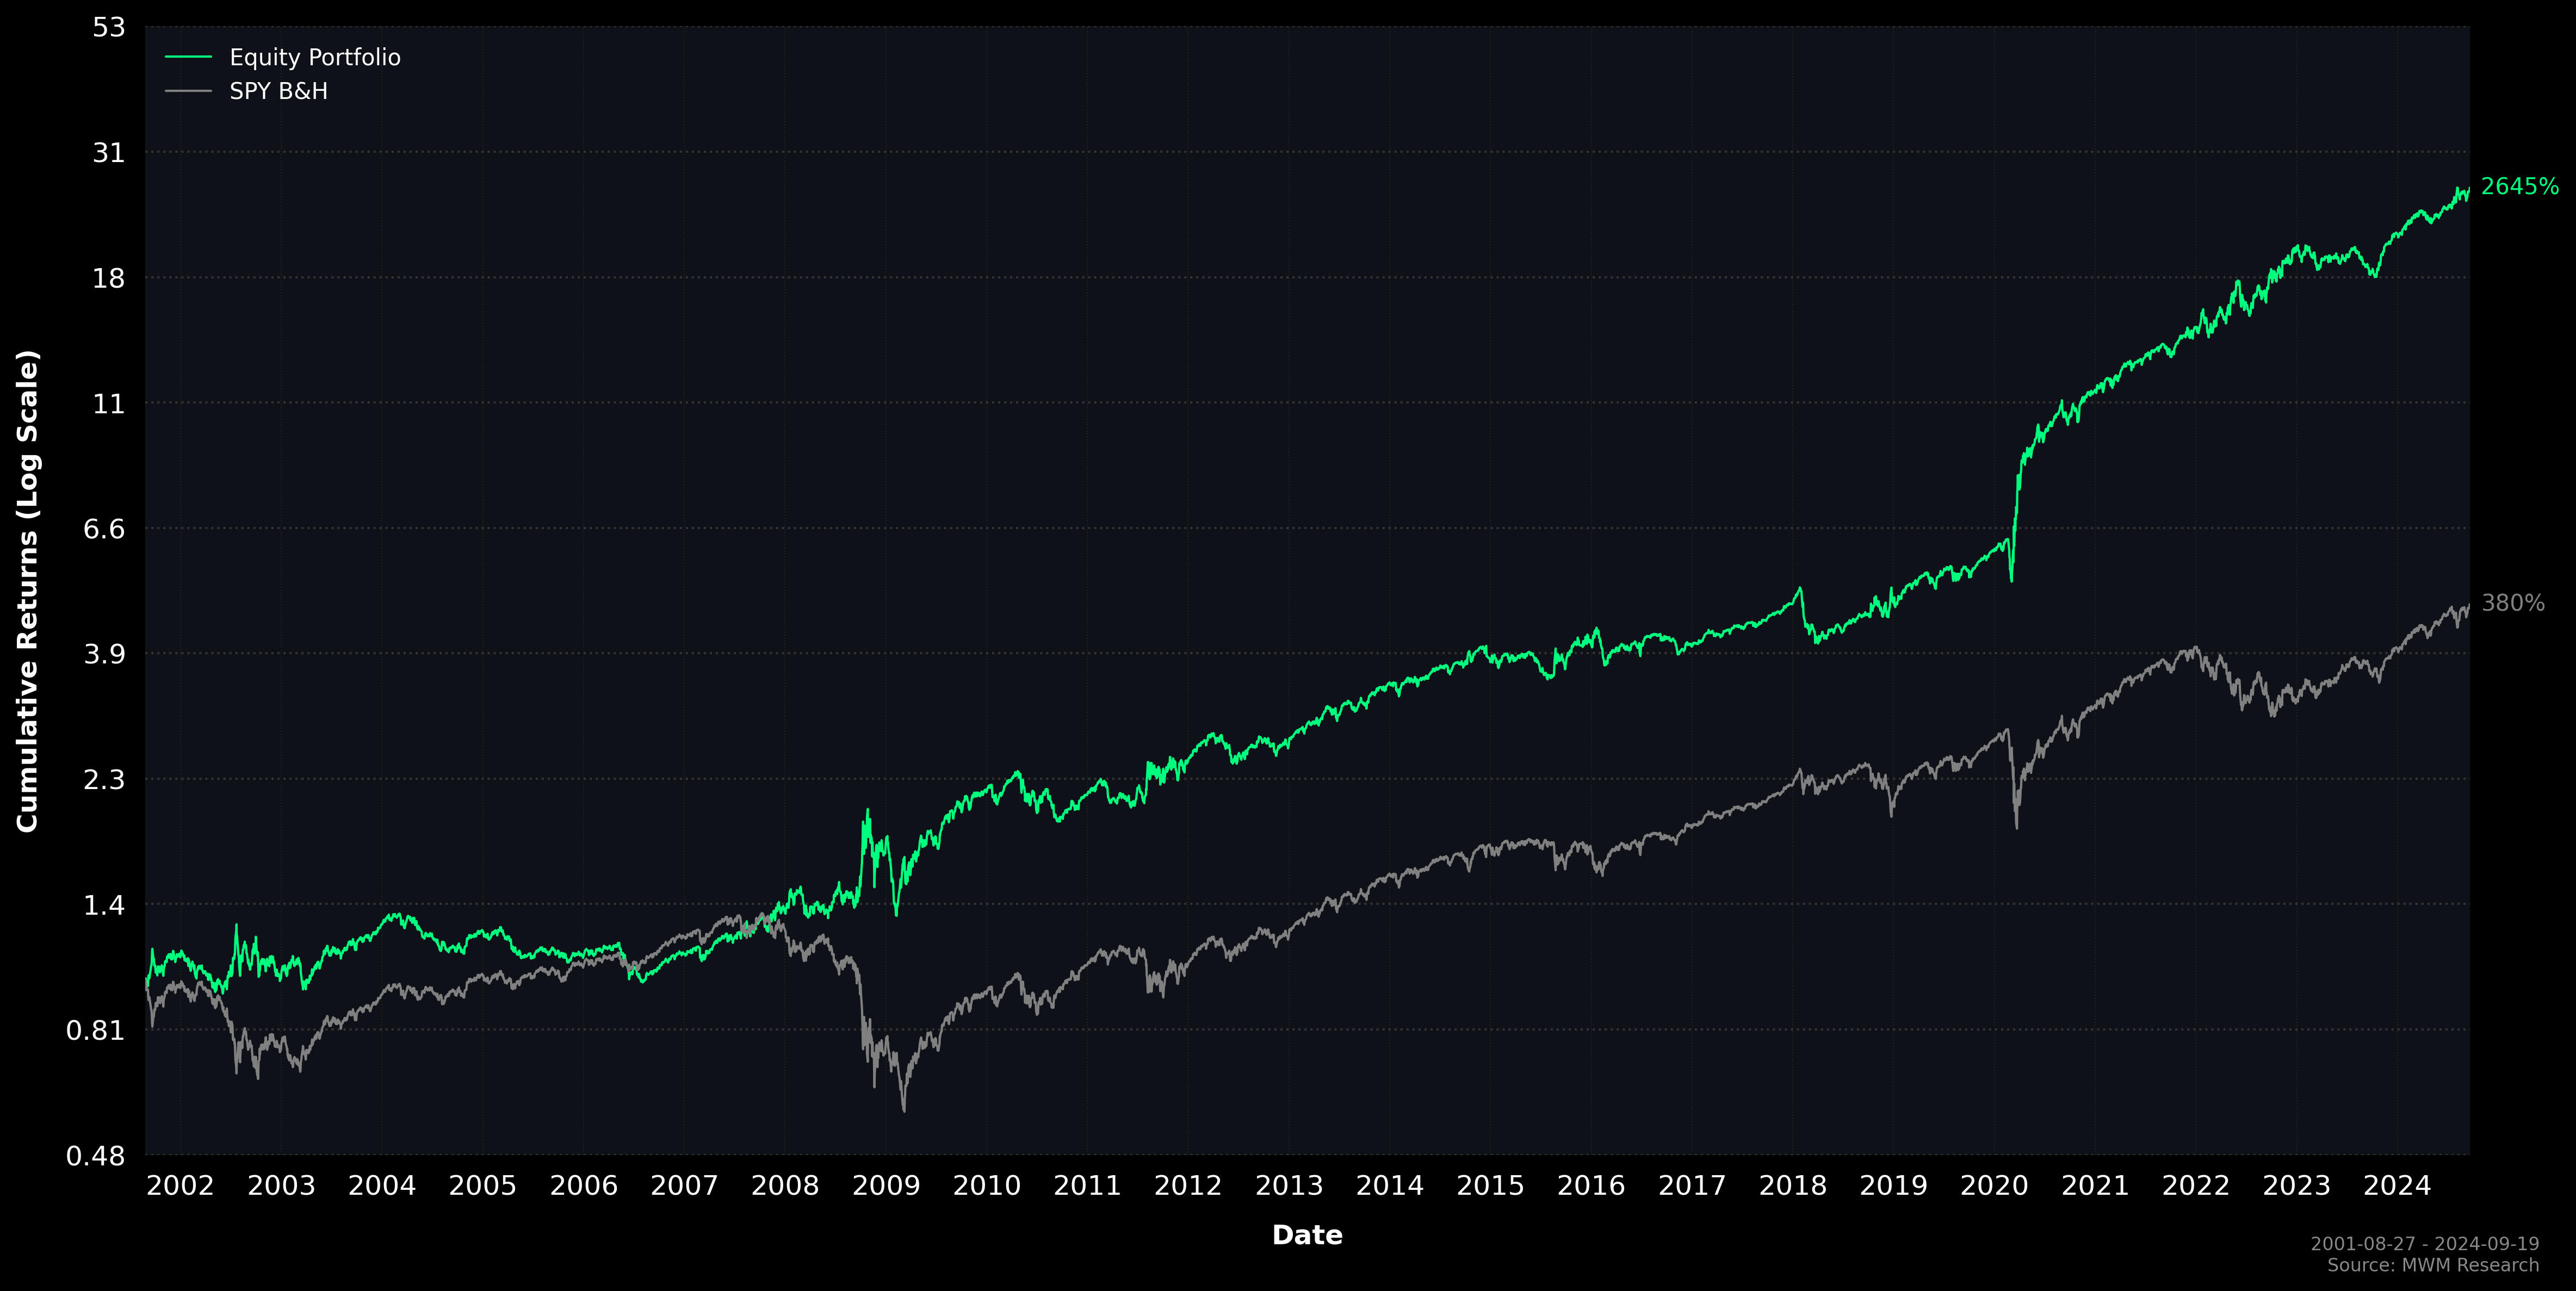 Equity Portfolio
SPY B&H
Cumulative Returns (Log Scale)
53
31
18
11
6.6
3.9
2.3
1.4
0.81
0.48
2645%
380%
2002 2003 2004 2005 2006 2007 2008 2009 2010 2011 2012 2013 2014 2015 2016 2017 2018 2019 2020 2021 2022 2023 2024
Date
2001-08-27 - 2024-09-19
Source: MWM Research